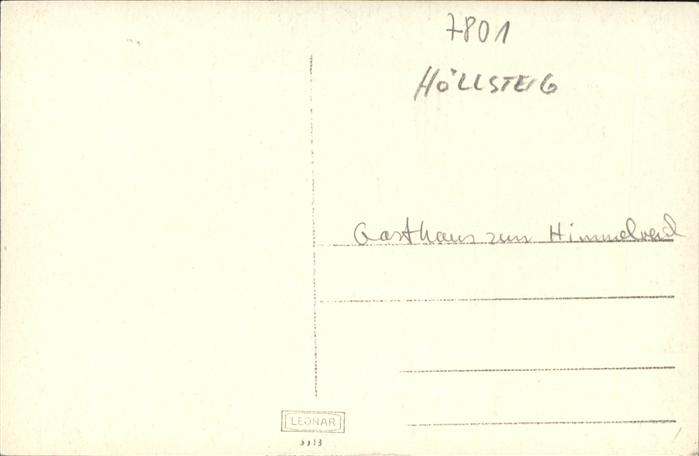 7801
HÖLLSTEIG
Gasthaus zum Himmelreich
LEONAR